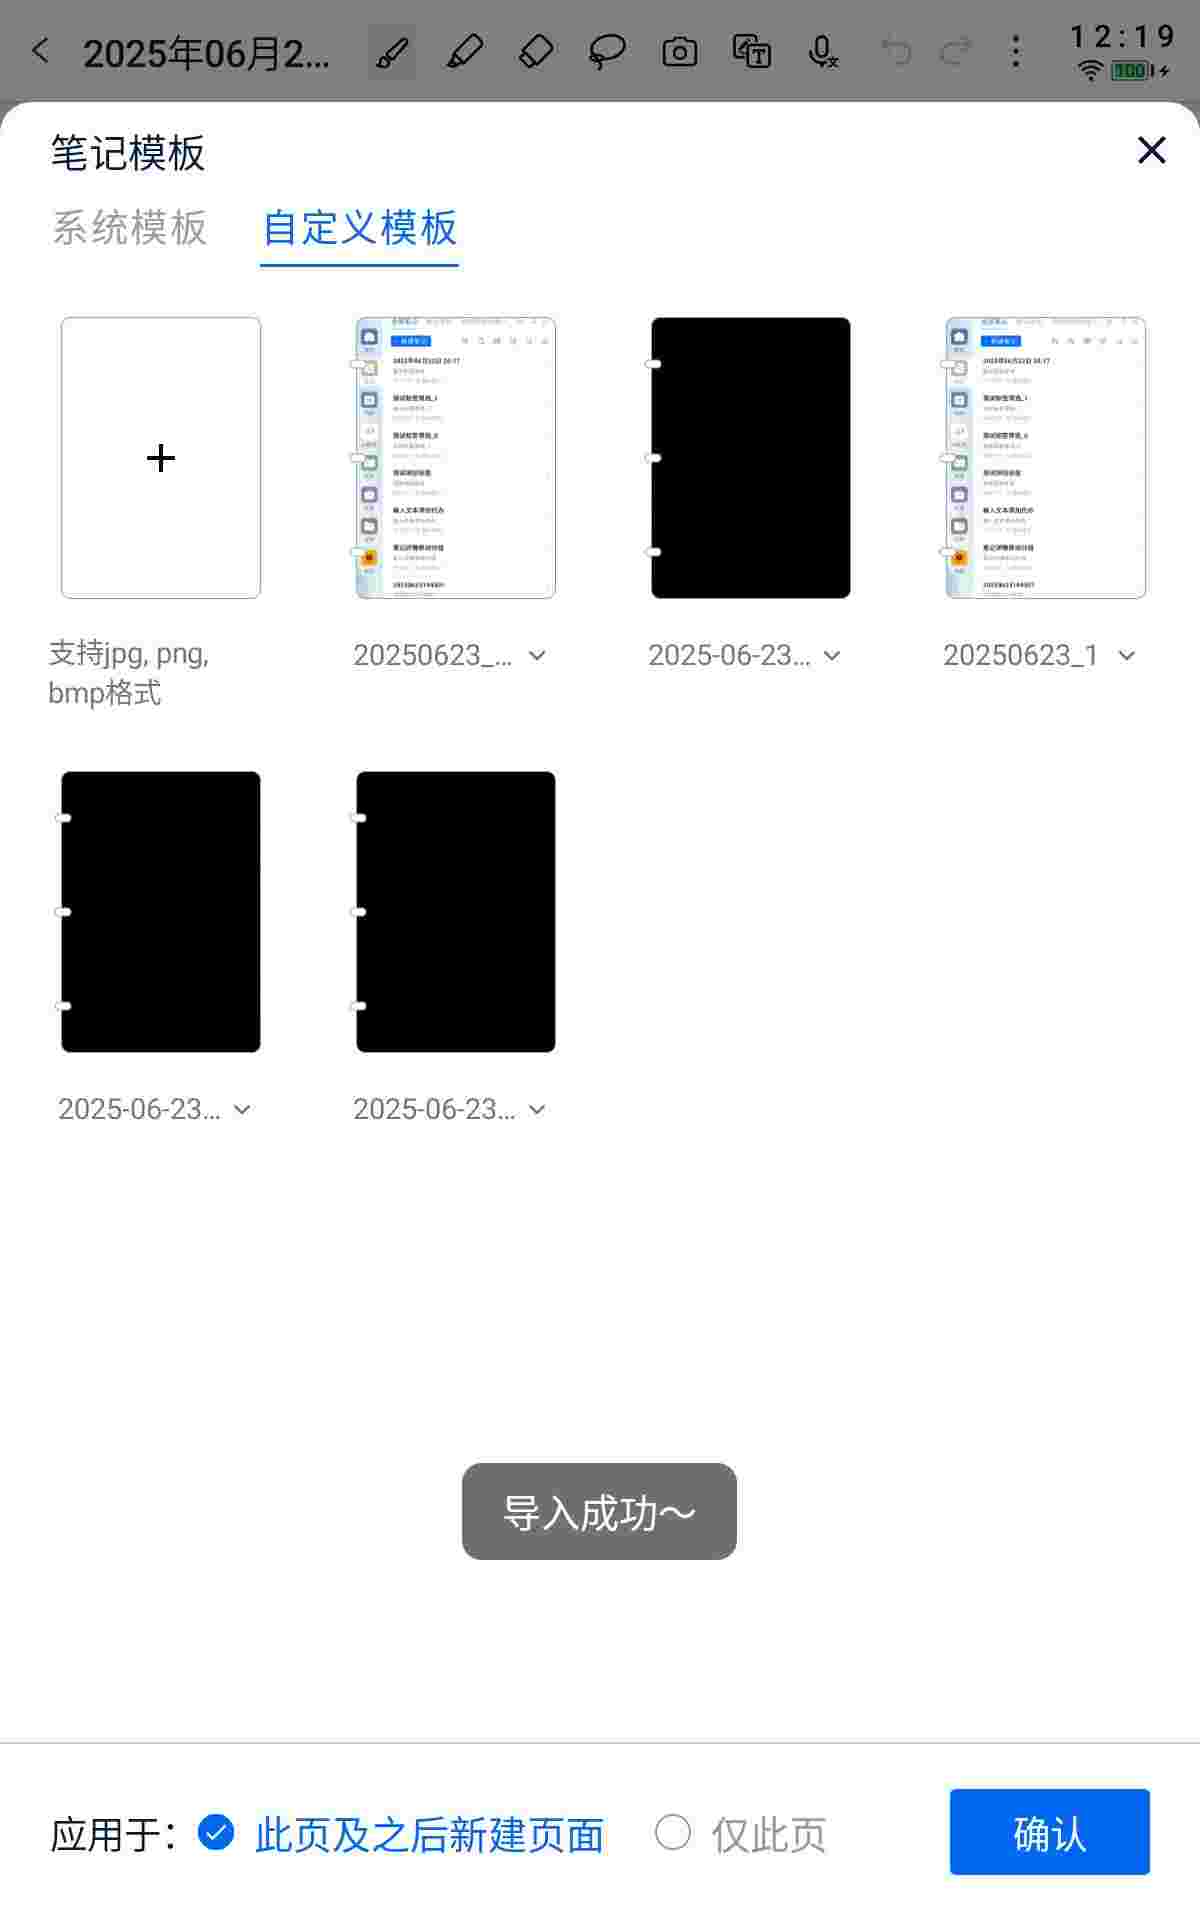 2025年06月2...
12:19
100
笔记模板
系统模板
自定义模板
支持jpg, png,
bmp格式
20250623_...
2025-06-23...
20250623_1
2025-06-23...
2025-06-23...
导入成功～
应用于：
此页及之后新建页面
仅此页
确认